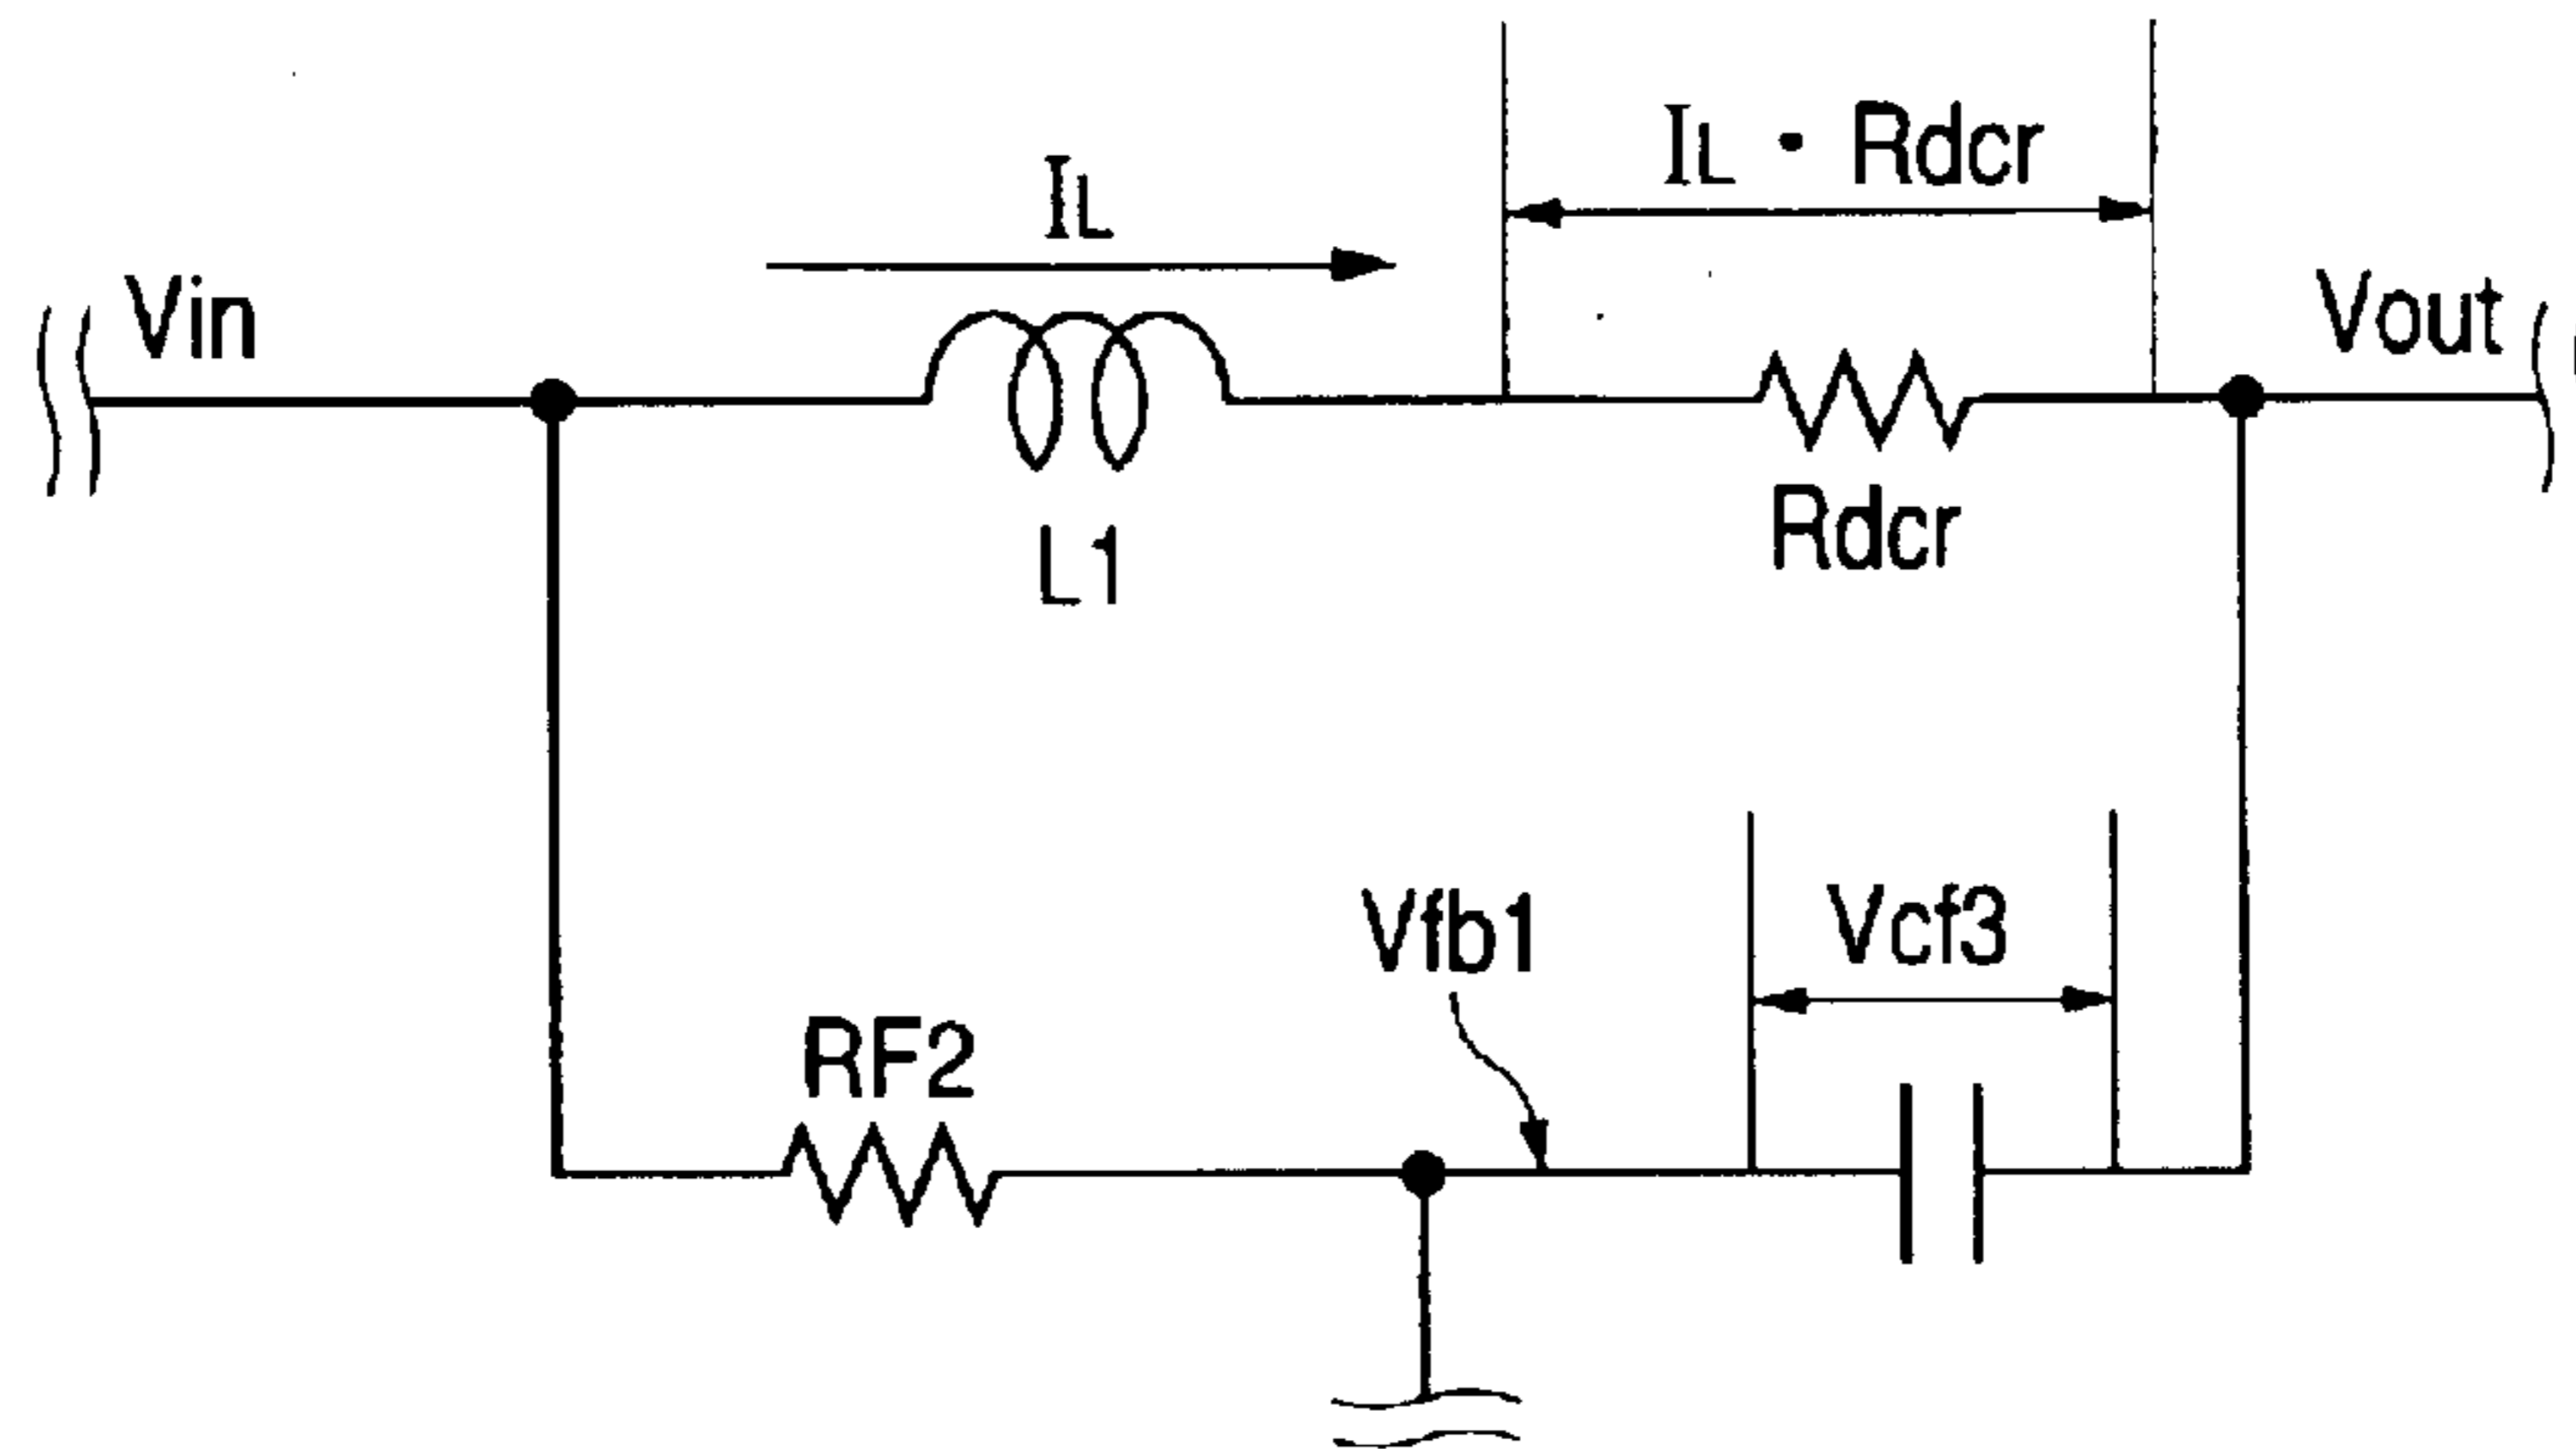 IL · Rdcr
IL
Vin
Vout
L1
Rdcr
Vfb1
Vcf3
RF2